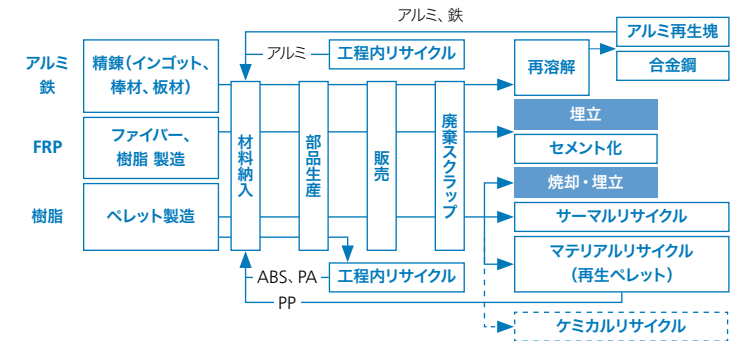 アルミ、鉄
アルミ
鉄
精錬(インゴット、
棒材、板材)
アルミ
工程内リサイクル
再溶解
アルミ再生塊
合金鋼
FRP
ファイバー、
樹脂 製造
材料納入
部品生産
販売
廃棄スクラップ
埋立
セメント化
焼却・埋立
樹脂
ペレット製造
サーマルリサイクル
マテリアルリサイクル
(再生ペレット)
ABS、PA
工程内リサイクル
PP
ケミカルリサイクル